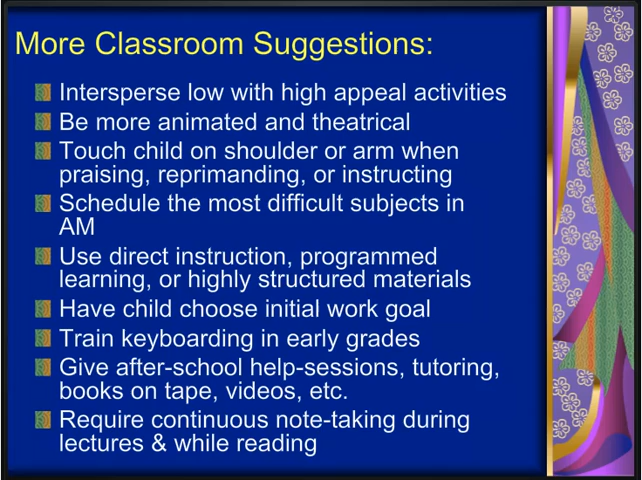 More Classroom Suggestions:
Intersperse low with high appeal activities
Be more animated and theatrical
Touch child on shoulder or arm when
praising, reprimanding, or instructing
Schedule the most difficult subjects in
AM
Use direct instruction, programmed
learning, or highly structured materials
Have child choose initial work goal
Train keyboarding in early grades
Give after-school help-sessions, tutoring,
books on tape, videos, etc.
Require continuous note-taking during
lectures & while reading